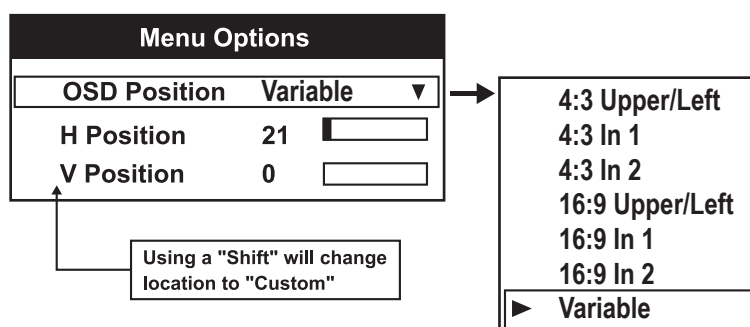 Menu Options
OSD Position Variable ▼
H Position 21
V Position 0
Using a "Shift" will change
location to "Custom"
4:3 Upper/Left
4:3 In 1
4:3 In 2
16:9 Upper/Left
16:9 In 1
16:9 In 2
► Variable